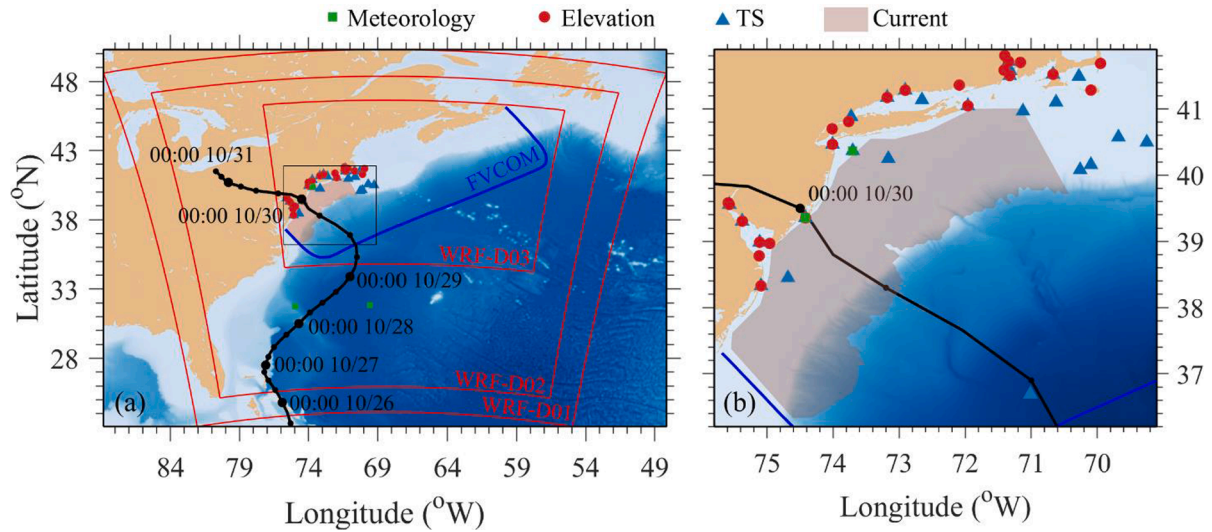 Meteorology Elevation TS Current
48
43
38
33
28
Latitude (°N)
00:00 10/31
00:00 10/30
00:00 10/29
00:00 10/28
00:00 10/27
00:00 10/26
FVCOM
WRF-D03
WRF-D02
WRF-D01
(a)
84 79 74 69 64 59 54 49
Longitude (°W)
41
40
39
38
37
00:00 10/30
(b)
75 74 73 72 71 70
Longitude (°W)